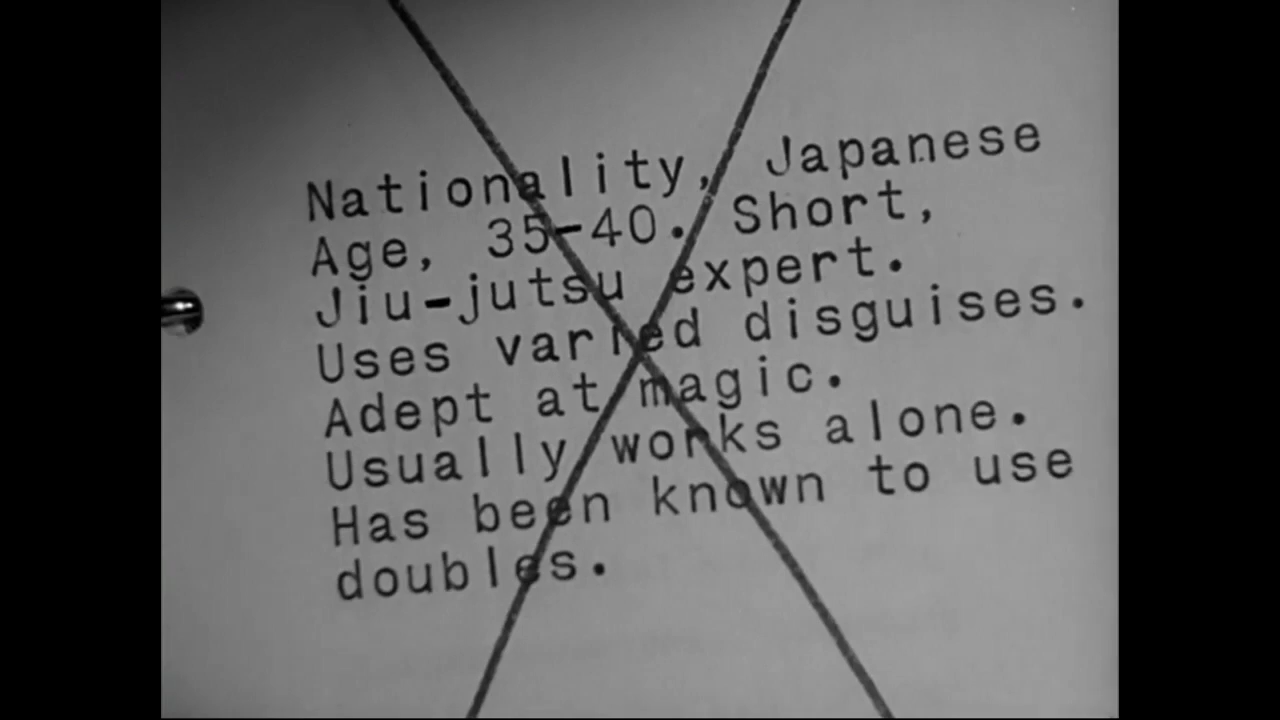 Nationality, Japanese
Age, 35-40. Short,
Jiu-jutsu expert.
Uses varied disguises.
Adept at magic.
Usually works alone.
Has been known to use
doubles.